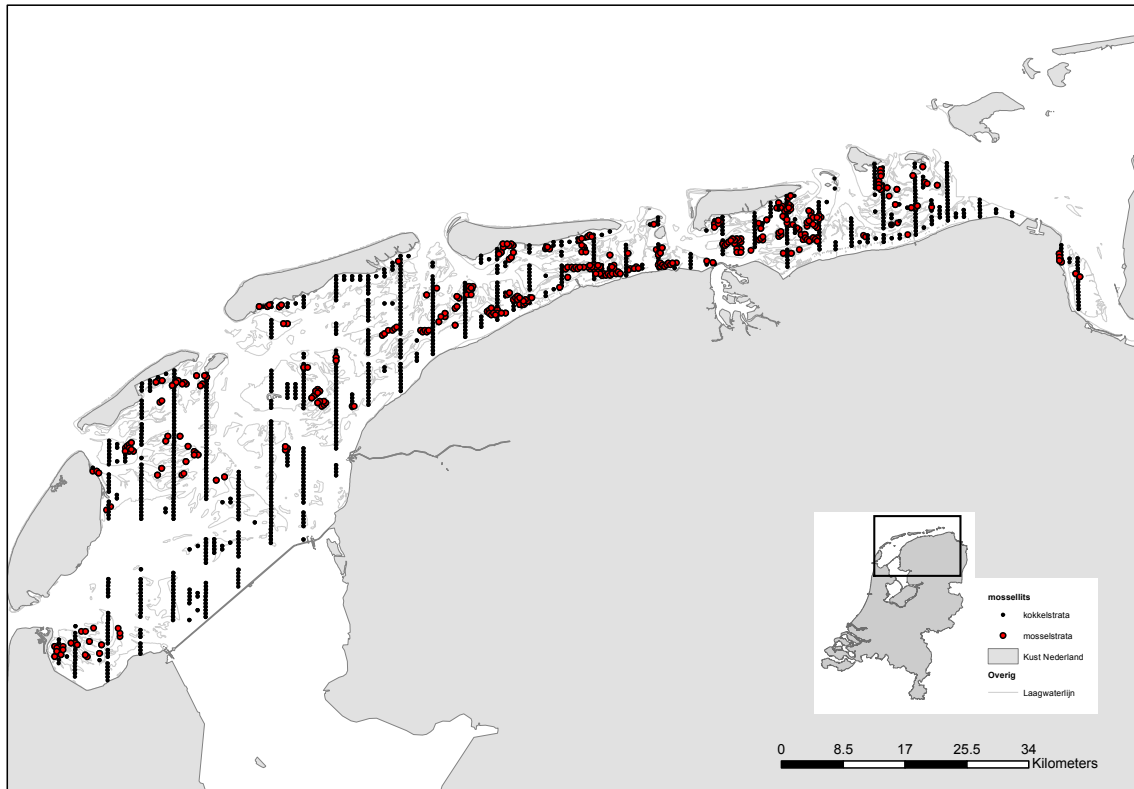 mossellits
kokkelstrata
mosselstrata
Kust Nederland
Overig
Laagwaterlijn
0 8.5 17 25.5 34
Kilometers